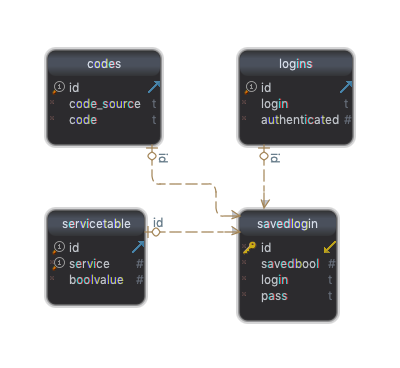 codes
id
code_source t
code t
logins
id
login t
authenticated #
id
id
servicetable
id
service #
boolvalue #
id
savedlogin
id
savedbool #
login t
pass t